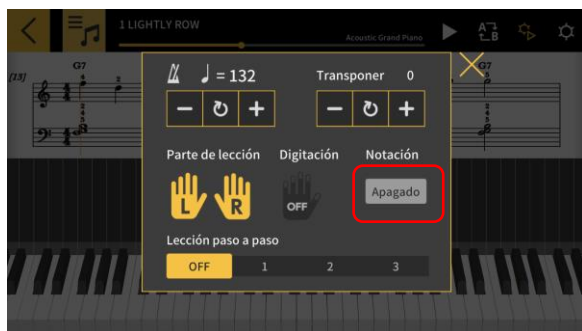 1 LIGHTLY ROW
Acoustic Grand Piano
A B
[13]
G7
G7
♩ = 132
Transponer 0
− ↻ +
− ↻ +
Parte de lección Digitación Notación
L R OFF Apagado
Lección paso a paso
OFF 1 2 3